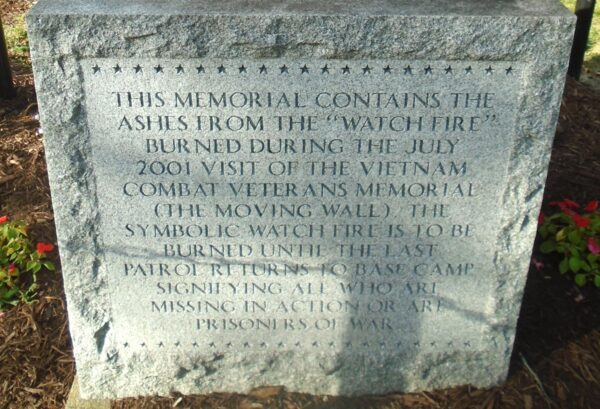 THIS MEMORIAL CONTAINS THE
ASHES FROM THE "WATCH FIRE"
BURNED DURING THE JULY
2001 VISIT OF THE VIETNAM
COMBAT VETERANS MEMORIAL
(THE MOVING WALL). THE
SYMBOLIC WATCH FIRE IS TO BE
BURNED UNTIL THE LAST
PATROL RETURNS TO BASE CAMP
SIGNIFYING ALL WHO ARE
MISSING IN ACTION OR ARE
PRISONERS OF WAR